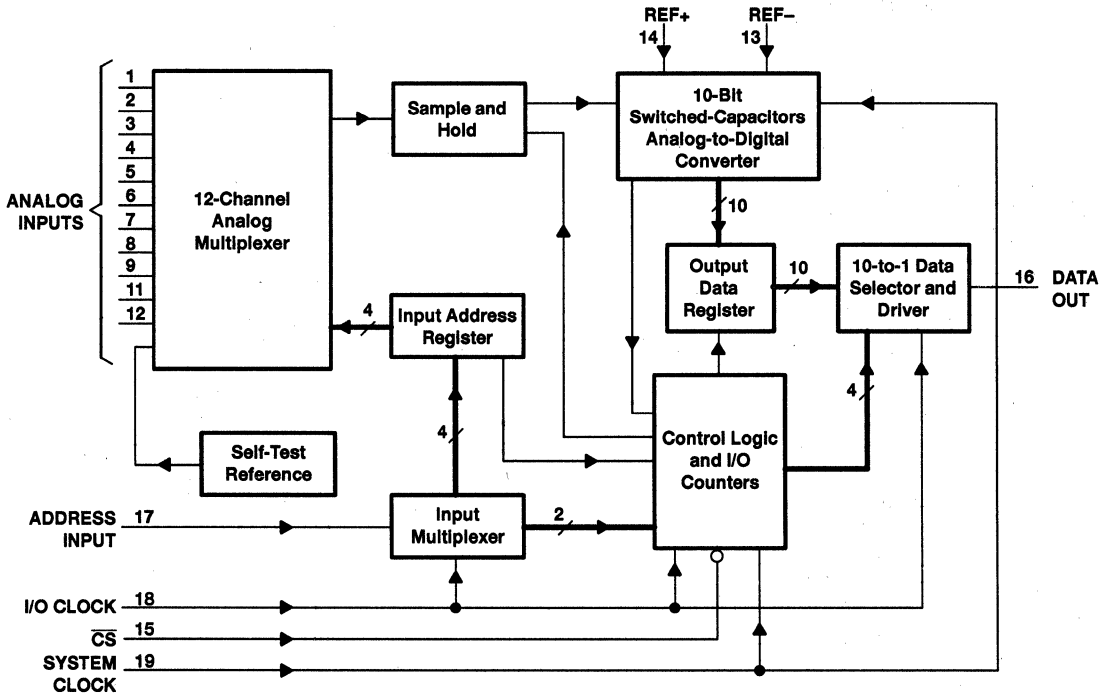 REF+
REF–
14
13
1
2
3
4
5
6
7
8
9
11
12
ANALOG
INPUTS
12-Channel
Analog
Multiplexer
Sample and
Hold
10-Bit
Switched-Capacitors
Analog-to-Digital
Converter
10
Output
Data
Register
10
10-to-1 Data
Selector and
Driver
16
DATA
OUT
4
Input Address
Register
4
4
Self-Test
Reference
Control Logic
and I/O
Counters
ADDRESS
INPUT
17
Input
Multiplexer
2
I/O CLOCK
18
CS
15
SYSTEM
CLOCK
19